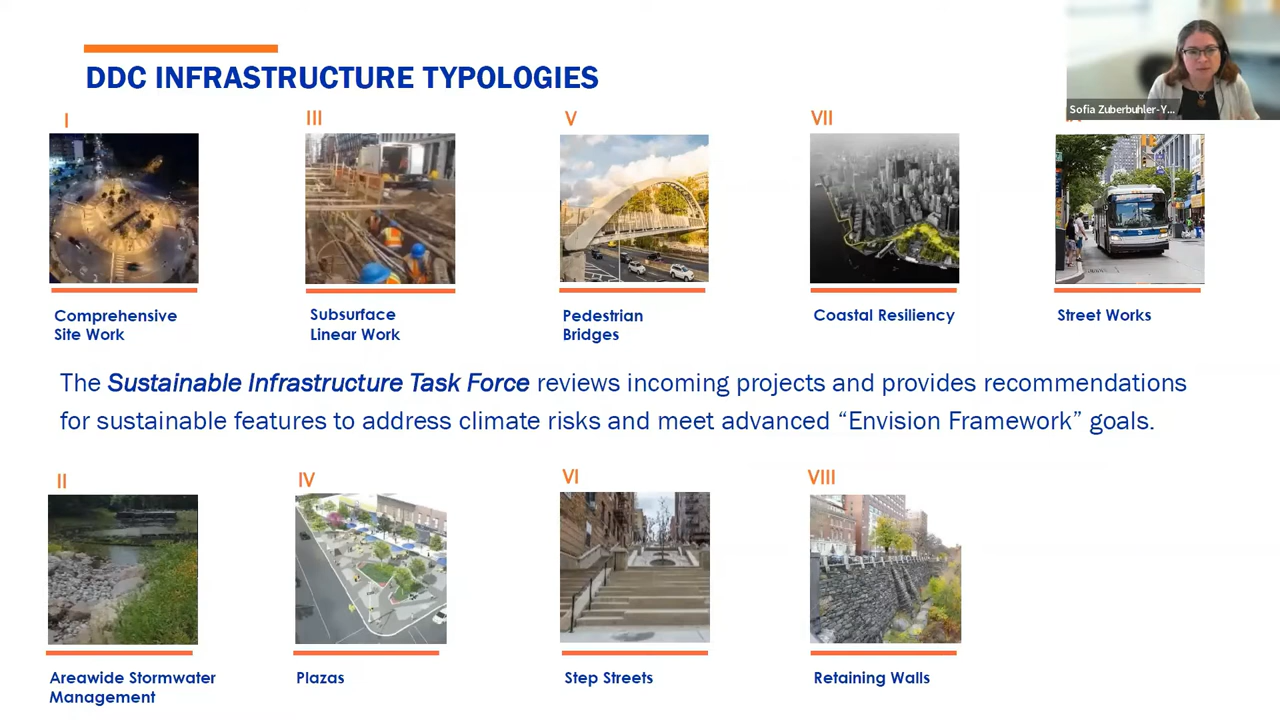 DDC INFRASTRUCTURE TYPOLOGIES
Sofia Zuberbuhler-Y...
I
III
V
VII
Comprehensive
Site Work
Subsurface
Linear Work
Pedestrian
Bridges
Coastal Resiliency
Street Works
The Sustainable Infrastructure Task Force reviews incoming projects and provides recommendations
for sustainable features to address climate risks and meet advanced “Envision Framework” goals.
II
IV
VI
VIII
Areawide Stormwater
Management
Plazas
Step Streets
Retaining Walls